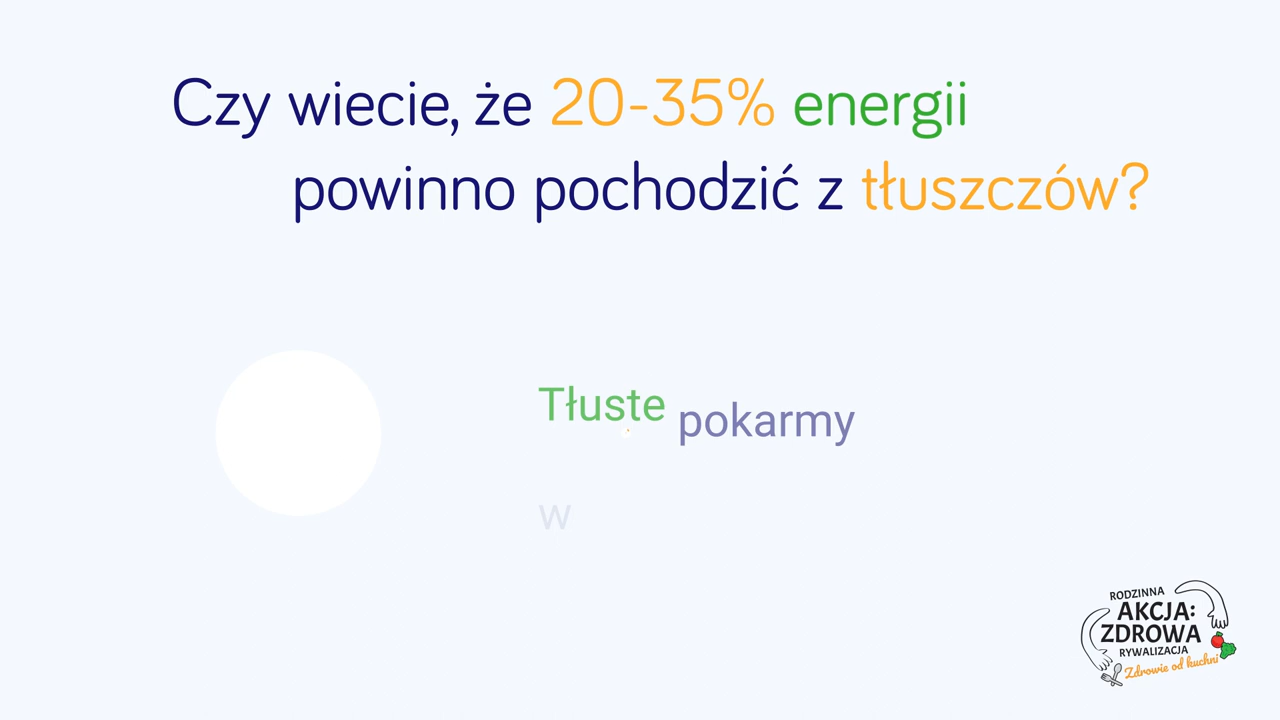 Czy wiecie, że 20-35% energii
powinno pochodzić z tłuszczów?
Tłuste pokarmy
w
RODZINNA
AKCJA:
ZDROWA
RYWALIZACJA
Zdrowie od kuchni